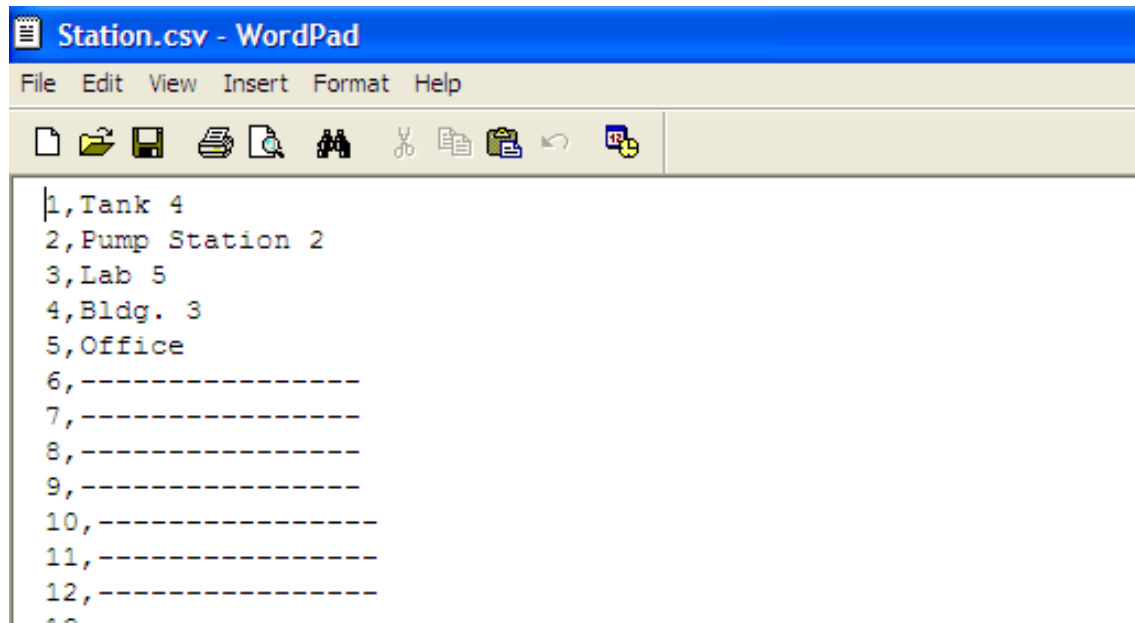 Station.csv - WordPad
File Edit View Insert Format Help
1,Tank 4
2,Pump Station 2
3,Lab 5
4,Bldg. 3
5,Office
6,----------------
7,----------------
8,----------------
9,----------------
10,----------------
11,----------------
12,----------------